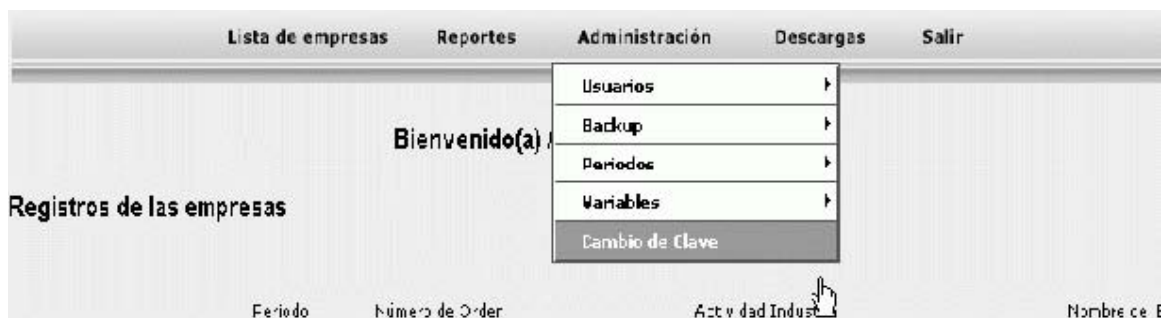 Lista de empresas Reportes Administración Descargas Salir
Usuarios
Backup
Bienvenido(a)
Periodos
Variables
Registros de las empresas
Cambio de Clave
Periodo Número de Orden Actividad Nombre de